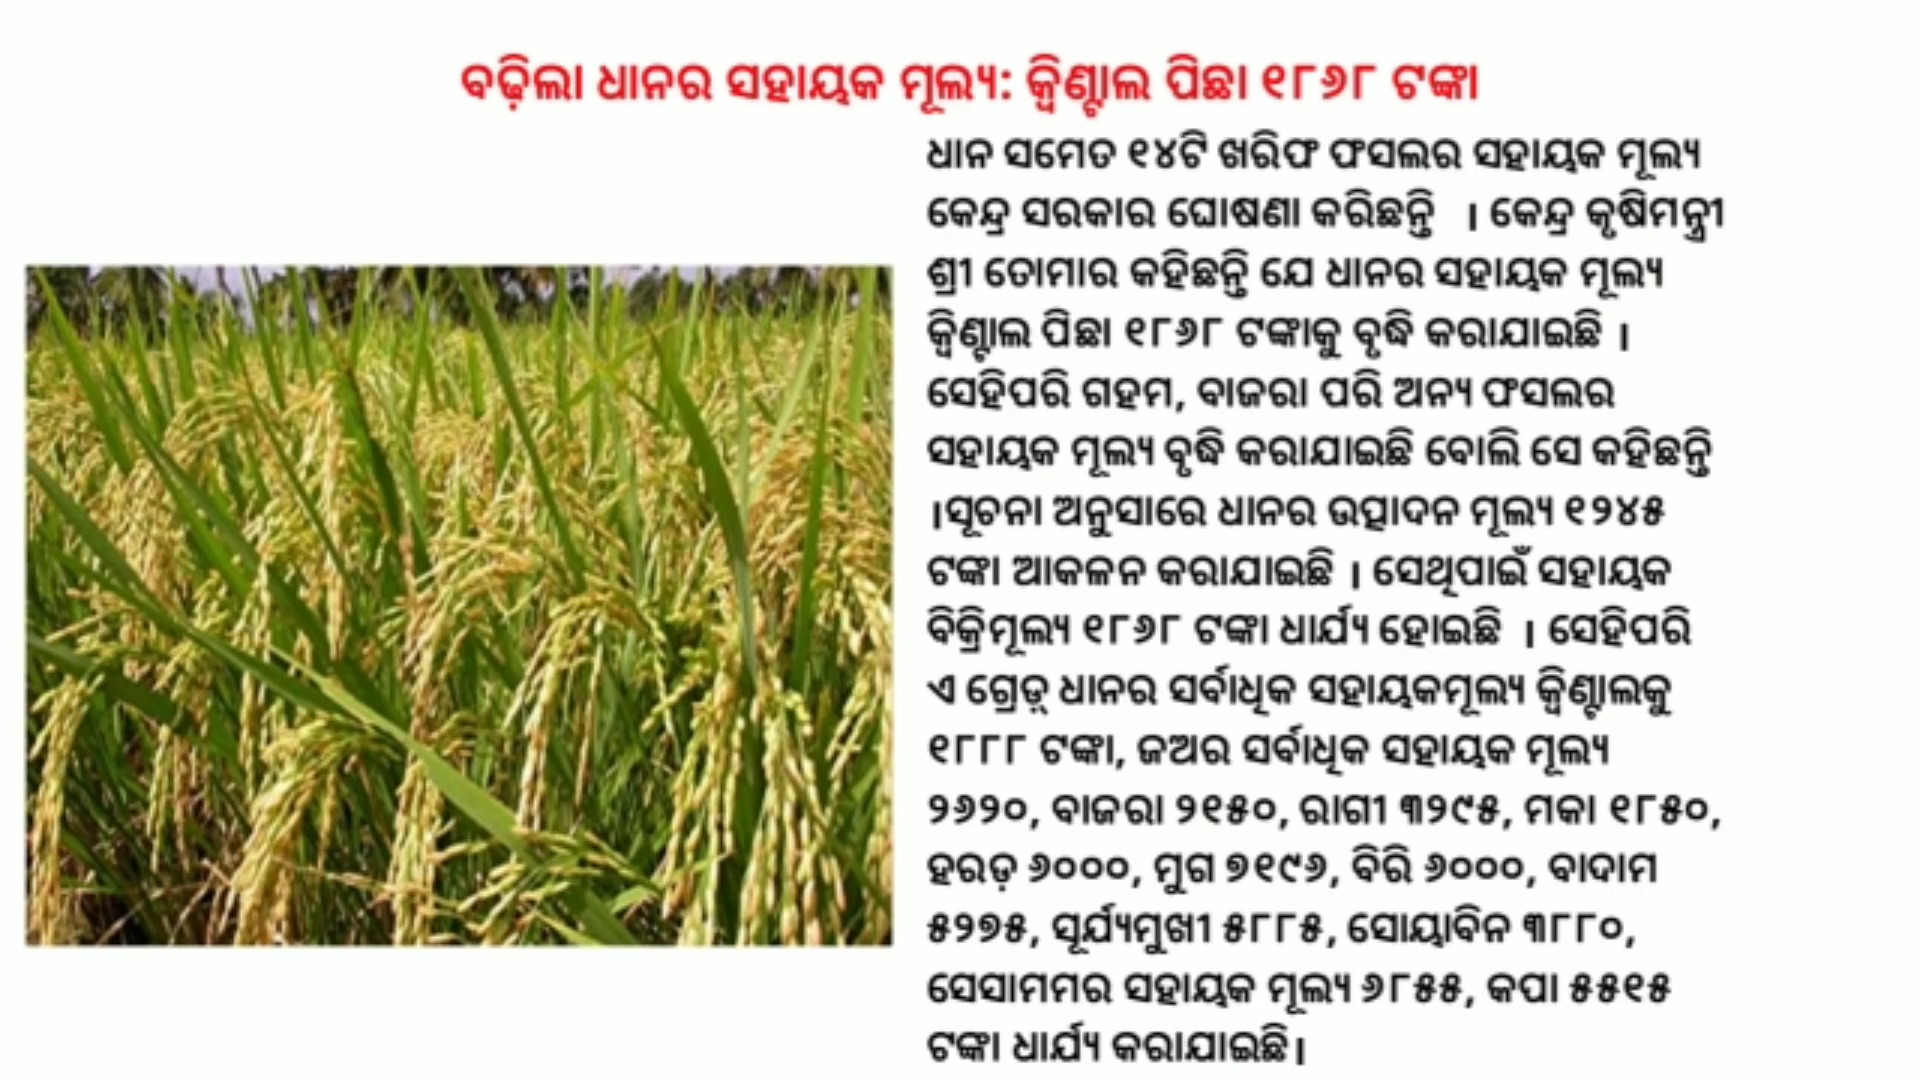 ବଢ଼ିଲା ଧାନର ସହାୟକ ମୂଲ୍ୟ: କ୍ୱିଣ୍ଟାଲ ପିଛା ୧୮୬୮ ଟଙ୍କା
ଧାନ ସମେତ ୧୪ଟି ଖରିଫ ଫସଲର ସହାୟକ ମୂଲ୍ୟ
କେନ୍ଦ୍ର ସରକାର ଘୋଷଣା କରିଛନ୍ତି । କେନ୍ଦ୍ର କୃଷିମନ୍ତ୍ରୀ
ଶ୍ରୀ ତୋମାର କହିଛନ୍ତି ଯେ ଧାନର ସହାୟକ ମୂଲ୍ୟ
କ୍ୱିଣ୍ଟାଲ ପିଛା ୧୮୬୮ ଟଙ୍କାକୁ ବୃଦ୍ଧି କରାଯାଇଛି ।
ସେହିପରି ଗହମ, ବାଜରା ପରି ଅନ୍ୟ ଫସଲର
ସହାୟକ ମୂଲ୍ୟ ବୃଦ୍ଧି କରାଯାଇଛି ବୋଲି ସେ କହିଛନ୍ତି
।ସୂଚନା ଅନୁସାରେ ଧାନର ଉତ୍ପାଦନ ମୂଲ୍ୟ ୧୨୪୫
ଟଙ୍କା ଆକଳନ କରାଯାଇଛି । ସେଥିପାଇଁ ସହାୟକ
ବିକ୍ରିମୂଲ୍ୟ ୧୮୬୮ ଟଙ୍କା ଧାର୍ଯ୍ୟ ହୋଇଛି । ସେହିପରି
ଏ ଗ୍ରେଡ଼୍ ଧାନର ସର୍ବାଧିକ ସହାୟକମୂଲ୍ୟ କ୍ୱିଣ୍ଟାଲକୁ
୧୮୮୮ ଟଙ୍କା, ଜଅର ସର୍ବାଧିକ ସହାୟକ ମୂଲ୍ୟ
୨୬୨୦, ବାଜରା ୨୧୫୦, ରାଗୀ ୩୨୯୫, ମକା ୧୮୫୦,
ହରଡ଼ ୬୦୦୦, ମୁଗ ୭୧୯୬, ବିରି ୬୦୦୦, ବାଦାମ
୫୨୭୫, ସୂର୍ଯ୍ୟମୁଖୀ ୫୮୮୫, ସୋୟାବିନ ୩୮୮୦,
ସେସାମମର ସହାୟକ ମୂଲ୍ୟ ୬୮୫୫, କପା ୫୫୧୫
ଟଙ୍କା ଧାର୍ଯ୍ୟ କରାଯାଇଛି।